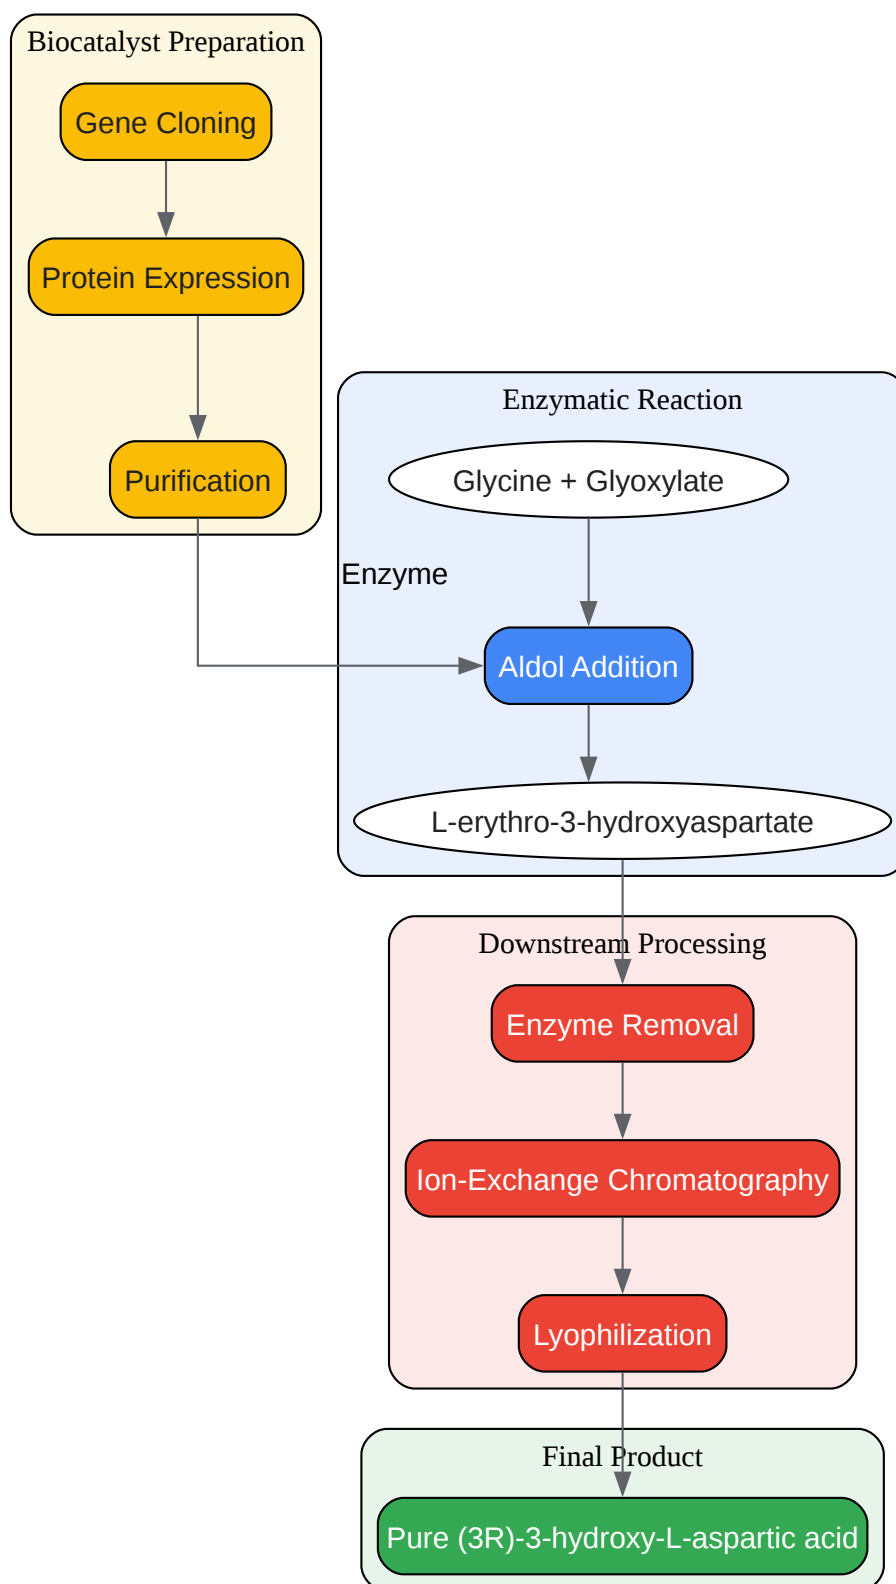 Biocatalyst Preparation
Gene Cloning
Protein Expression
Purification
Enzymatic Reaction
Glycine + Glyoxylate
Enzyme
Aldol Addition
L-erythro-3-hydroxyaspartate
Downstream Processing
Enzyme Removal
Ion-Exchange Chromatography
Lyophilization
Final Product
Pure (3R)-3-hydroxy-L-aspartic acid